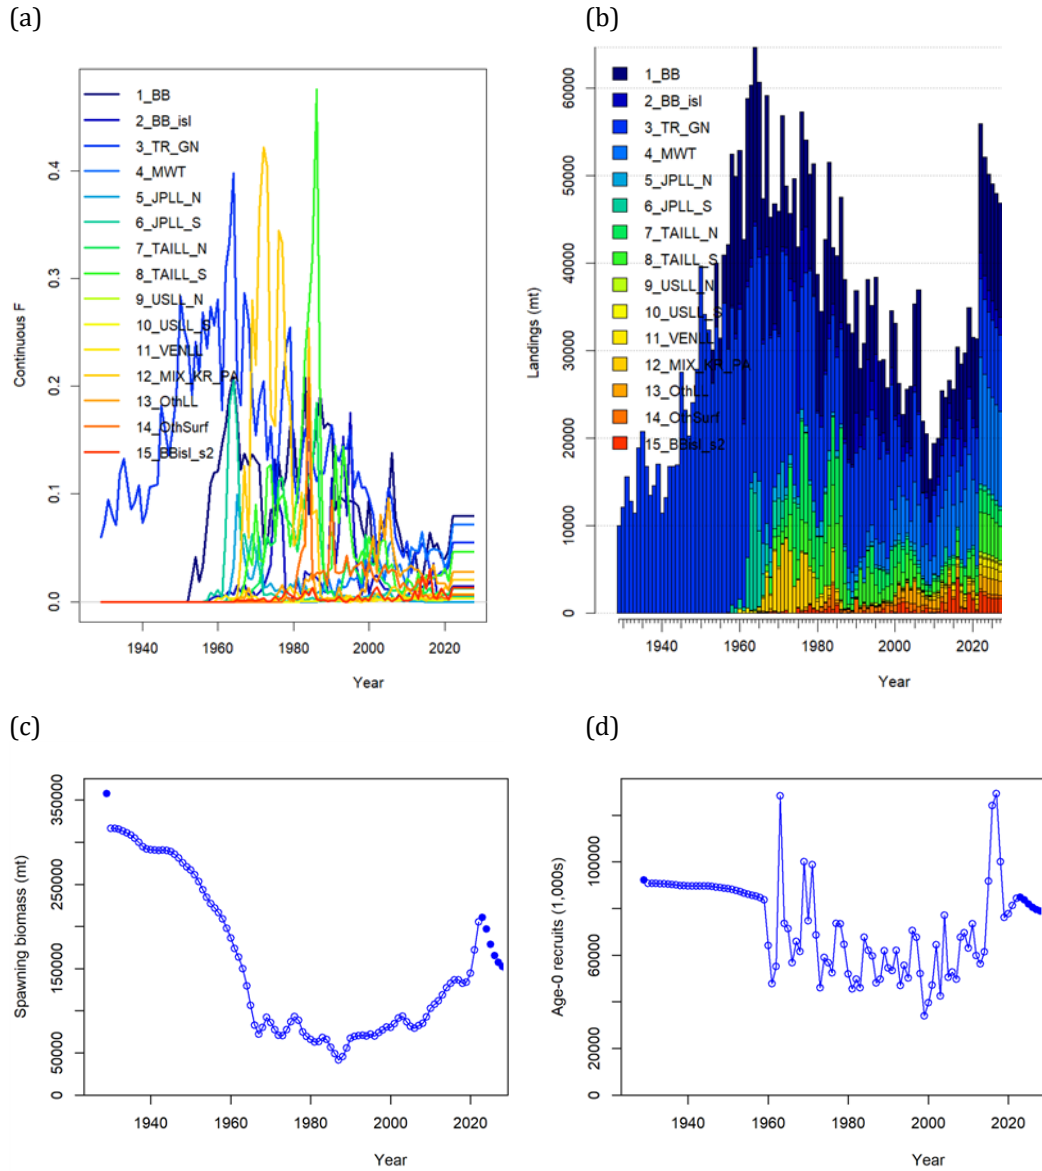 (a)
(b)
1_BB
2_BB_isl
3_TR_GN
4_MWT
5_JPLL_N
6_JPLL_S
7_TAILL_N
8_TAILL_S
9_USLL_N
10_USLL_S
11_VENLL
12_MIX_KR_PA
13_OthLL
14_OthSurf
15_BBisl_s2
Continuous F
0.0
0.1
0.2
0.3
0.4
1940
1960
1980
2000
2020
Year
1_BB
2_BB_isl
3_TR_GN
4_MWT
5_JPLL_N
6_JPLL_S
7_TAILL_N
8_TAILL_S
9_USLL_N
10_USLL_S
11_VENLL
12_MIX_KR_PA
13_OthLL
14_OthSurf
15_BBisl_s2
Landings (mt)
0
10000
20000
30000
40000
50000
60000
1940
1960
1980
2000
2020
Year
(c)
(d)
Spawning biomass (mt)
0
50000
150000
250000
350000
1940
1960
1980
2000
2020
Year
Age-0 recruits (1,000s)
0
20000
40000
60000
80000
100000
1940
1960
1980
2000
2020
Year